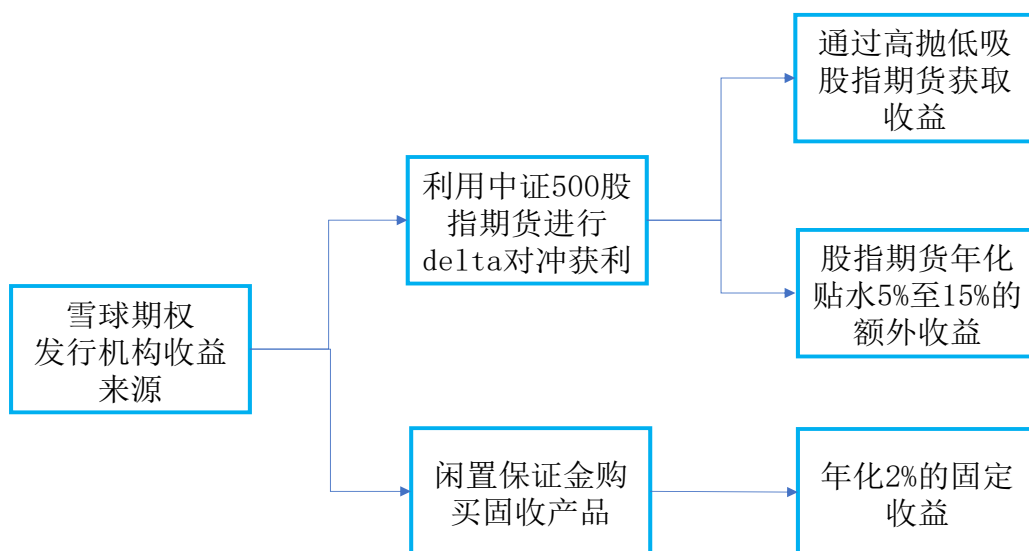 通过高抛低吸
股指期货获取
收益
利用中证500股
指期货进行
delta对冲获利
股指期货年化
贴水5%至15%的
额外收益
雪球期权
发行机构收益
来源
闲置保证金购
买固收产品
年化2%的固定
收益